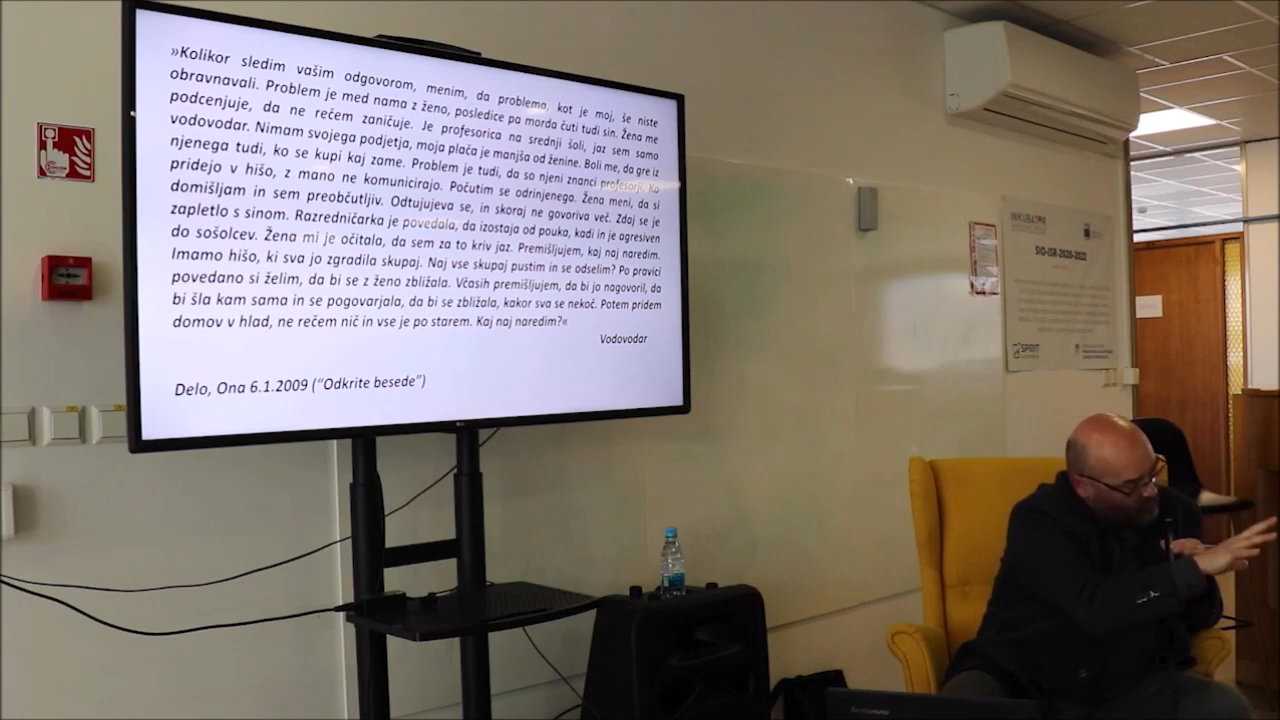 »Kolikor sledim vašim odgovorom, menim, da problema, kot je moj, še niste
obravnavali. Problem je med nama z ženo, posledice pa morda čuti tudi sin. Žena me
podcenjuje, da ne rečem zaničuje. Je profesorica na srednji šoli, jaz sem samo
vodovodar. Nimam svojega podjetja, moja plača je manjša od ženine. Boli me, da gre iz
njenega tudi, ko se kupi kaj zame. Problem je tudi, da so njeni znanci profesorji. Ko
pridejo v hišo, z mano ne komunicirajo. Počutim se odrinjenega. Žena meni, da si
domišljam in sem preobčutljiv. Odtujujeva se, in skoraj ne govoriva več. Zdaj se je
zapletlo s sinom. Razredničarka je povedala, da izostaja od pouka, kadi in je agresiven
do sošolcev. Žena mi je očitala, da sem za to kriv jaz. Premišljujem, kaj naj naredim.
Imamo hišo, ki sva jo zgradila skupaj. Naj vse skupaj pustim in se odselim? Po pravici
povedano si želim, da bi se z ženo zbližala. Včasih premišljujem, da bi jo nagovoril, da
bi šla kam sama in se pogovarjala, da bi se zbližala, kakor sva se nekoč. Potem pridem
domov v hlad, ne rečem nič in vse je po starem. Kaj naj naredim?«
Vodovodar
Delo, Ona 6.1.2009 (“Odkrite besede”)
INKUBATOR
SIO-ISR-2020-2022
SPIRIT
lenovo